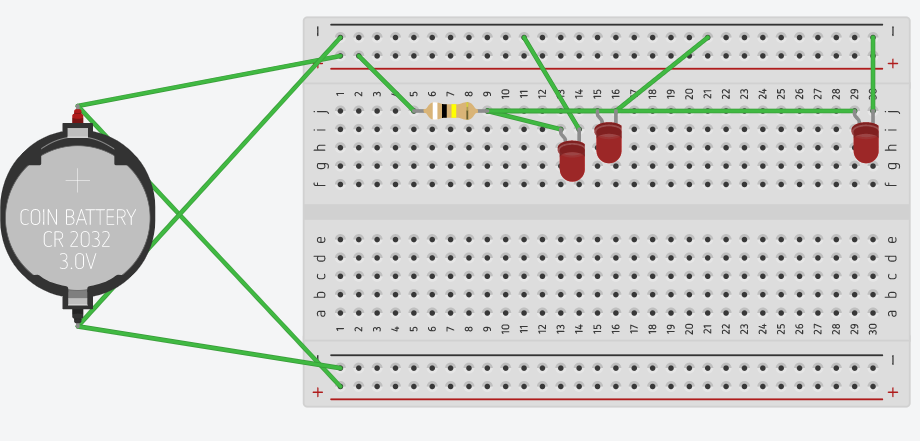 − −
+ +
1 2 3 4 5 6 7 8 9 10 11 12 13 14 15 16 17 18 19 20 21 22 23 24 25 26 27 28 29 30
j j
i i
h h
g g
f f
COIN BATTERY
CR 2032
3.0V
e e
d d
c c
b b
a a
1 2 3 4 5 6 7 8 9 10 11 12 13 14 15 16 17 18 19 20 21 22 23 24 25 26 27 28 29 30
− −
+ +